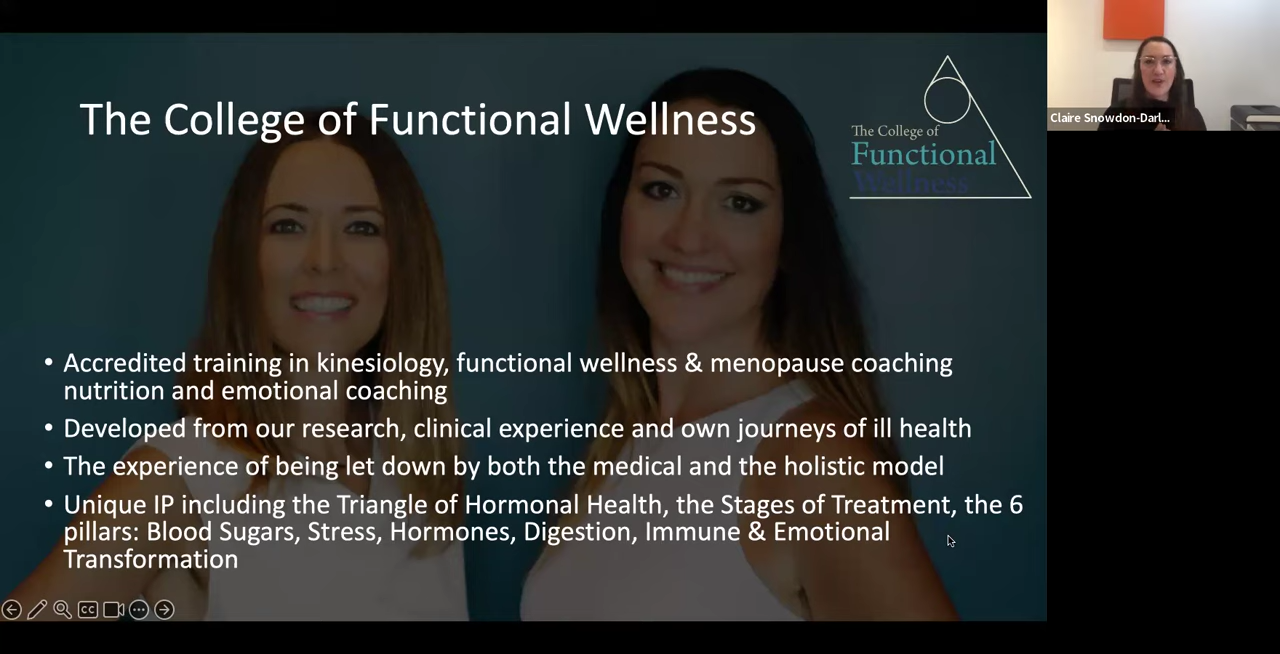 The College of Functional Wellness
The College of
Functional
Wellness
Claire Snowdon-Darl...
• Accredited training in kinesiology, functional wellness & menopause coaching
nutrition and emotional coaching
• Developed from our research, clinical experience and own journeys of ill health
• The experience of being let down by both the medical and the holistic model
• Unique IP including the Triangle of Hormonal Health, the Stages of Treatment, the 6
pillars: Blood Sugars, Stress, Hormones, Digestion, Immune & Emotional
Transformation
CC